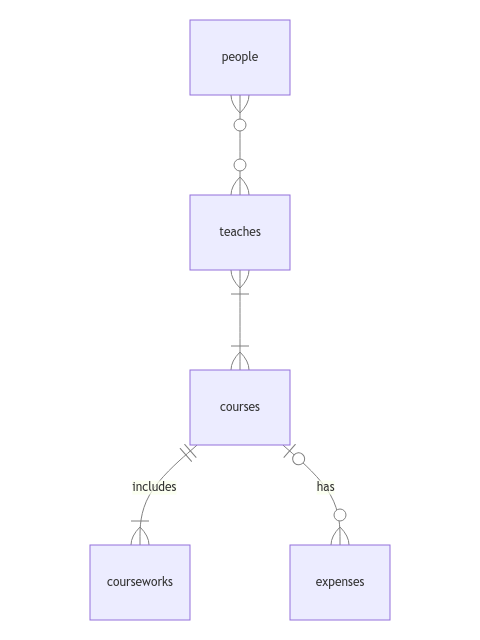 people
teaches
courses
includes
has
courseworks
expenses